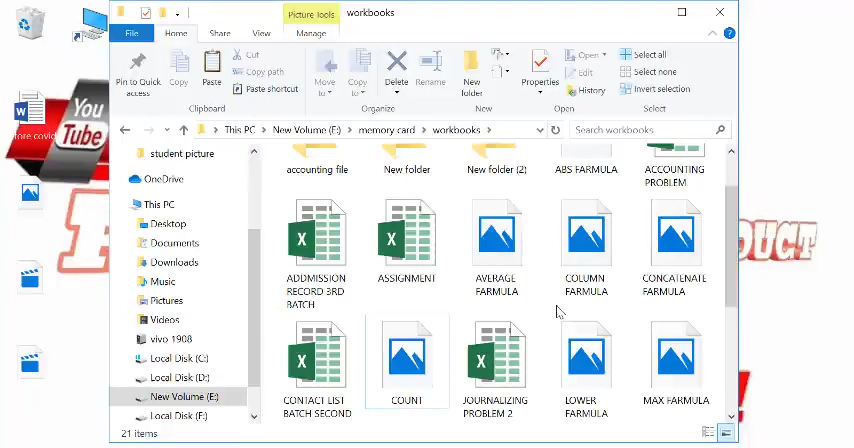 Picture Tools
workbooks
File
Home
Share
View
Manage
Pin to Quick access
Copy
Paste
Cut
Copy path
Paste shortcut
Clipboard
Move to
Copy to
Delete
Rename
Organize
New folder
New
Properties
Open
Edit
History
Open
Select all
Select none
Invert selection
Select
This PC > New Volume (E:) > memory card > workbooks >
Search workbooks
student picture
OneDrive
This PC
Desktop
Documents
Downloads
Music
Pictures
Videos
vivo 1908
Local Disk (C:)
Local Disk (D:)
New Volume (E:)
Local Disk (F:)
accounting file
New folder
New folder (2)
ABS FARMULA
ACCOUNTING PROBLEM
ADDMISSION RECORD 3RD BATCH
ASSIGNMENT
AVERAGE FARMULA
COLUMN FARMULA
CONCATENATE FARMULA
CONTACT LIST BATCH SECOND
COUNT
JOURNALIZING PROBLEM 2
LOWER FARMULA
MAX FARMULA
21 items
You
Tube
tore covid